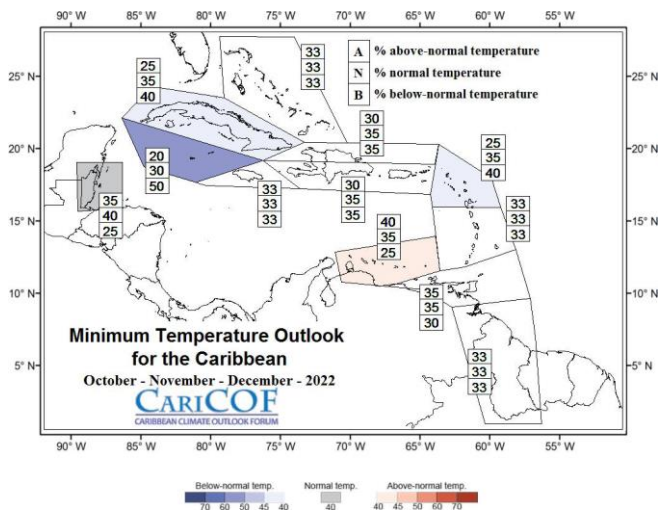 90° W 85° W 80° W 75° W 70° W 65° W 60° W 55° W
25° N
20° N
15° N
10° N
5° N
25° N
20° N
15° N
10° N
5° N
A % above-normal temperature
N % normal temperature
B % below-normal temperature
33
33
33
25
35
40
30
35
35
25
35
40
20
30
50
35
40
25
33
33
33
30
35
35
33
33
33
40
35
25
35
35
30
33
33
33
Minimum Temperature Outlook
for the Caribbean
October - November - December - 2022
CARICOF
CARIBBEAN CLIMATE OUTLOOK FORUM
90° W 85° W 80° W 75° W 70° W 65° W 60° W 55° W
Below-normal temp. Normal temp. Above-normal temp.
70 60 50 45 40 40 40 45 50 60 70